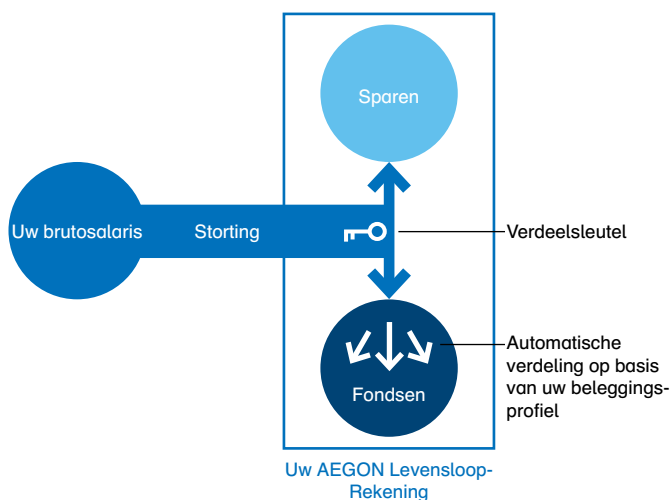 Sparen
Uw brutosalaris
Storting
Verdeelsleutel
Automatische
verdeling op basis
van uw beleggings-
profiel
Fondsen
Uw AEGON Levensloop-
Rekening